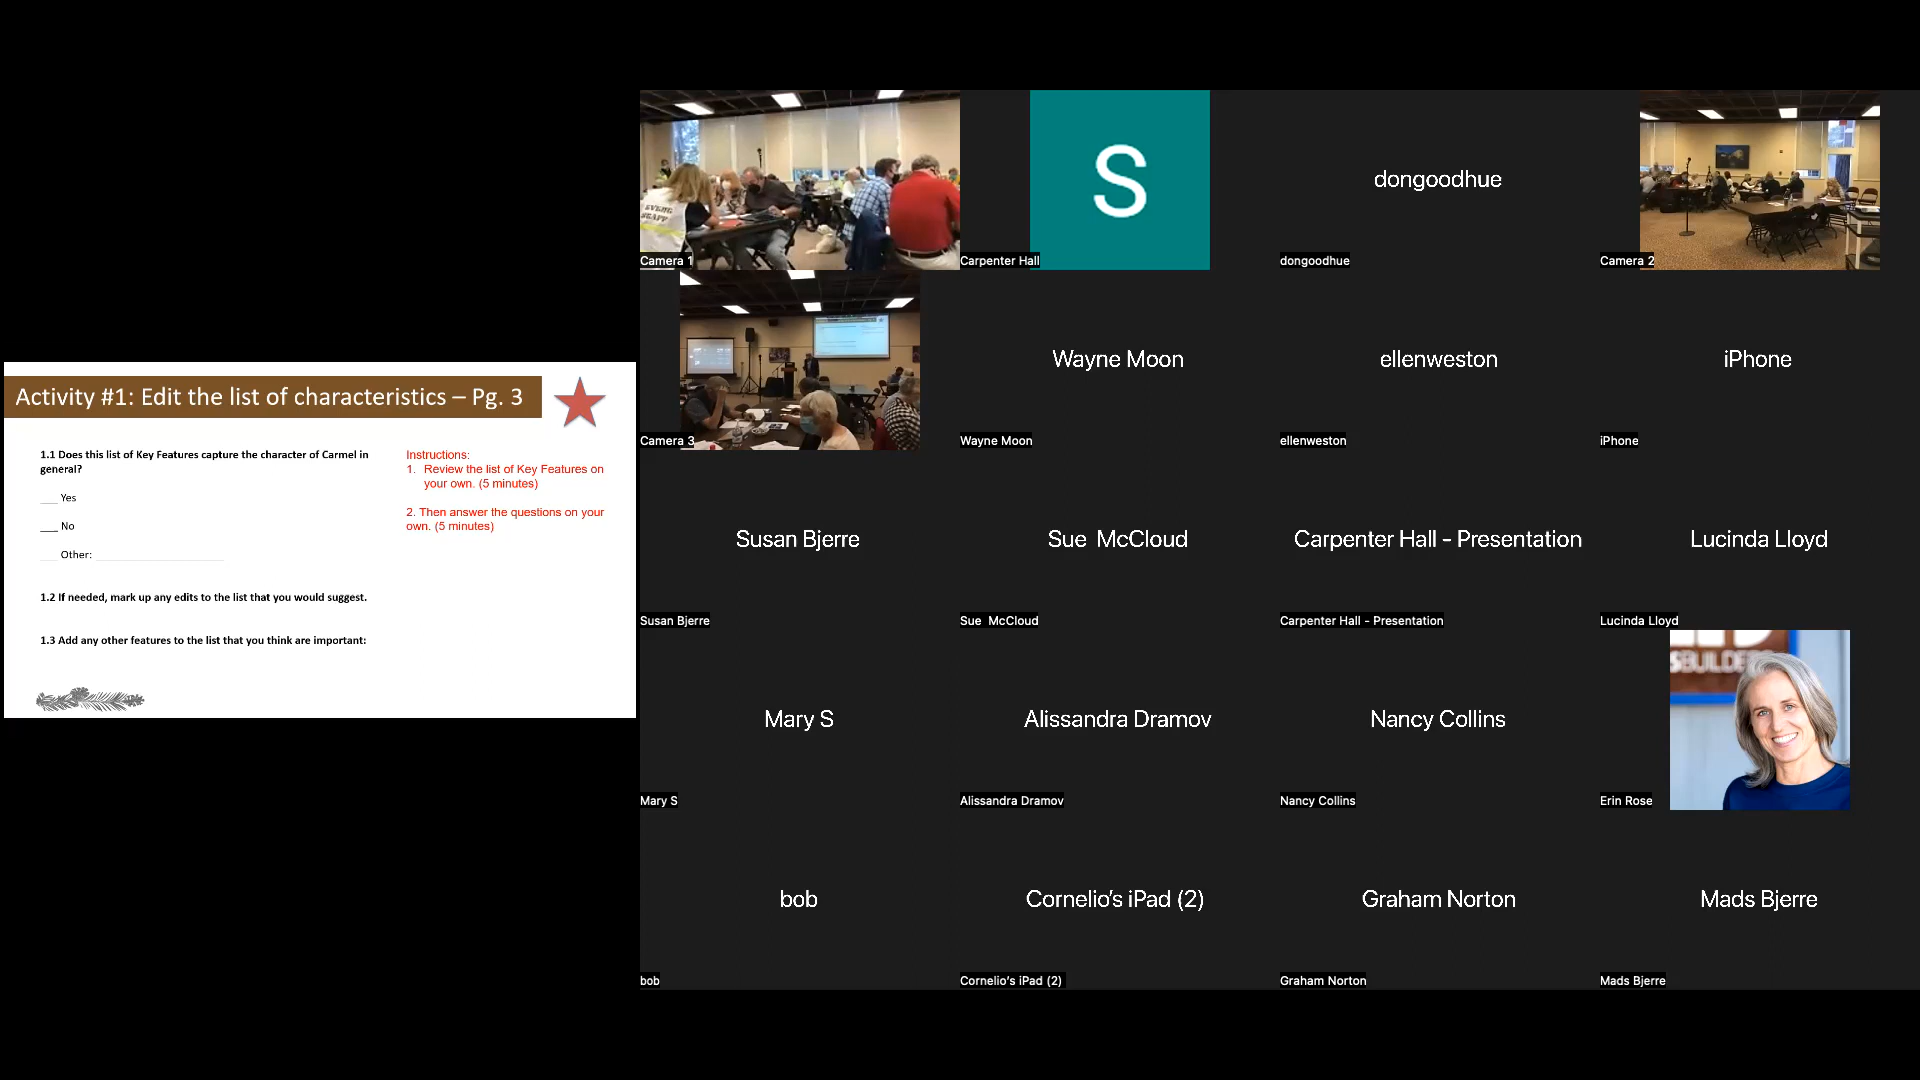 Activity #1: Edit the list of characteristics – Pg. 3
1.1 Does this list of Key Features capture the character of Carmel in
general?
___ Yes
___ No
___ Other: ______________________
1.2 If needed, mark up any edits to the list that you would suggest.
1.3 Add any other features to the list that you think are important:
Instructions:
1. Review the list of Key Features on
your own. (5 minutes)
2. Then answer the questions on your
own. (5 minutes)
EVENT
STAFF
Camera 1
S
Carpenter Hall
dongoodhue
dongoodhue
Camera 2
Camera 3
Wayne Moon
Wayne Moon
ellenweston
ellenweston
iPhone
iPhone
Susan Bjerre
Susan Bjerre
Sue McCloud
Sue McCloud
Carpenter Hall - Presentation
Carpenter Hall - Presentation
Lucinda Lloyd
Lucinda Lloyd
Mary S
Mary S
Alissandra Dramov
Alissandra Dramov
Nancy Collins
Nancy Collins
SBUILDE
Erin Rose
bob
bob
Cornelio’s iPad (2)
Cornelio’s iPad (2)
Graham Norton
Graham Norton
Mads Bjerre
Mads Bjerre